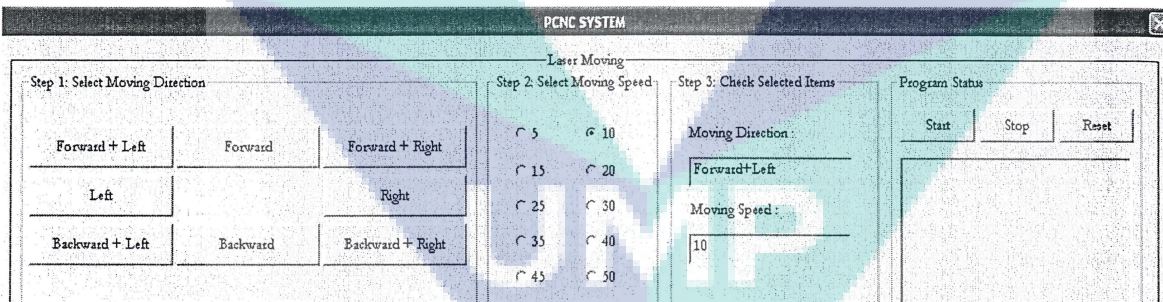 PCNC SYSTEM
Laser Moving
Step 1: Select Moving Direction
Forward + Left
Forward
Forward + Right
Left
Right
Backward + Left
Backward
Backward + Right
Step 2: Select Moving Speed
5
10
15
20
25
30
35
40
45
50
Step 3: Check Selected Items
Moving Direction :
Forward+Left
Moving Speed :
10
Program Status
Start
Stop
Reset
UMP